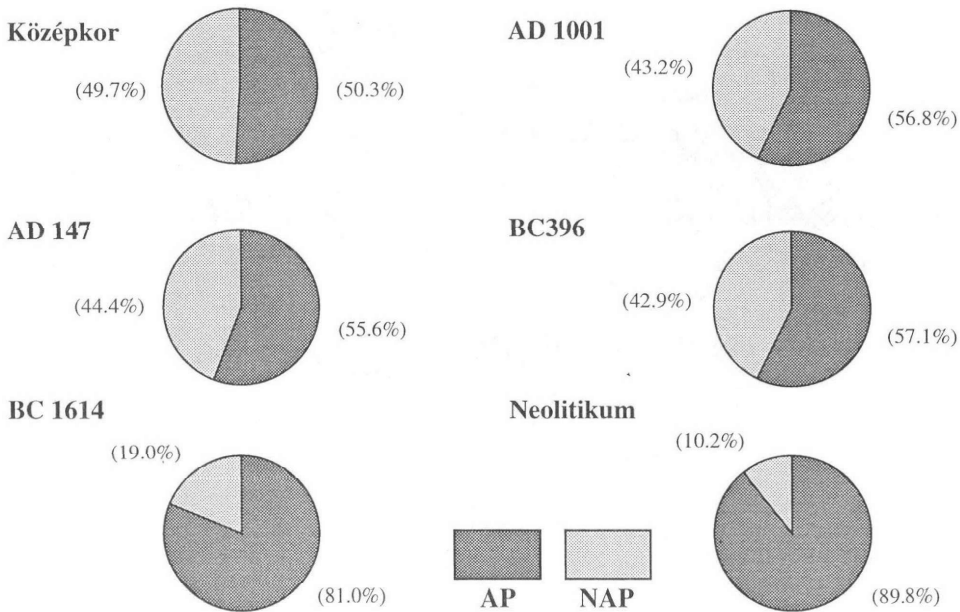 Középkor
(49.7%)
(50.3%)
AD 1001
(43.2%)
(56.8%)
AD 147
(44.4%)
(55.6%)
BC396
(42.9%)
(57.1%)
BC 1614
(19.0%)
(81.0%)
Neolitikum
(10.2%)
(89.8%)
AP
NAP